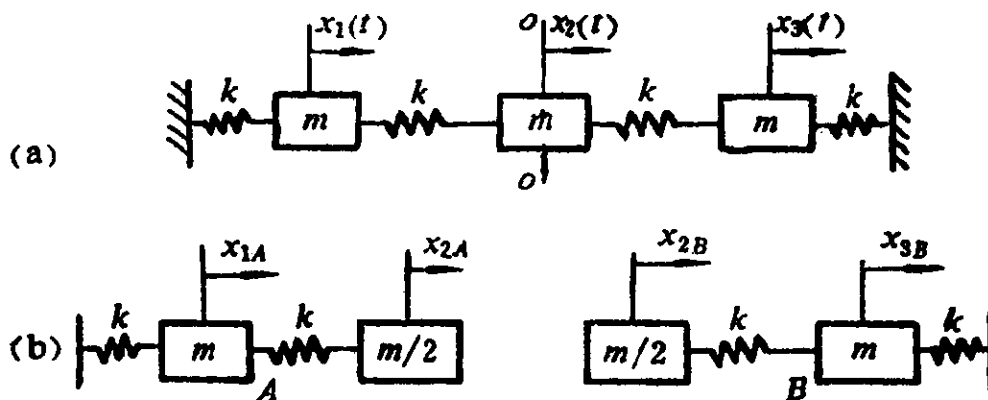 x₁(t) o x₂(t) x₃(t)
k k k k
m m m
(a)
o
x₁A x₂A x₂B x₃B
k k k k
(b) m m/2 m/2 m
A B